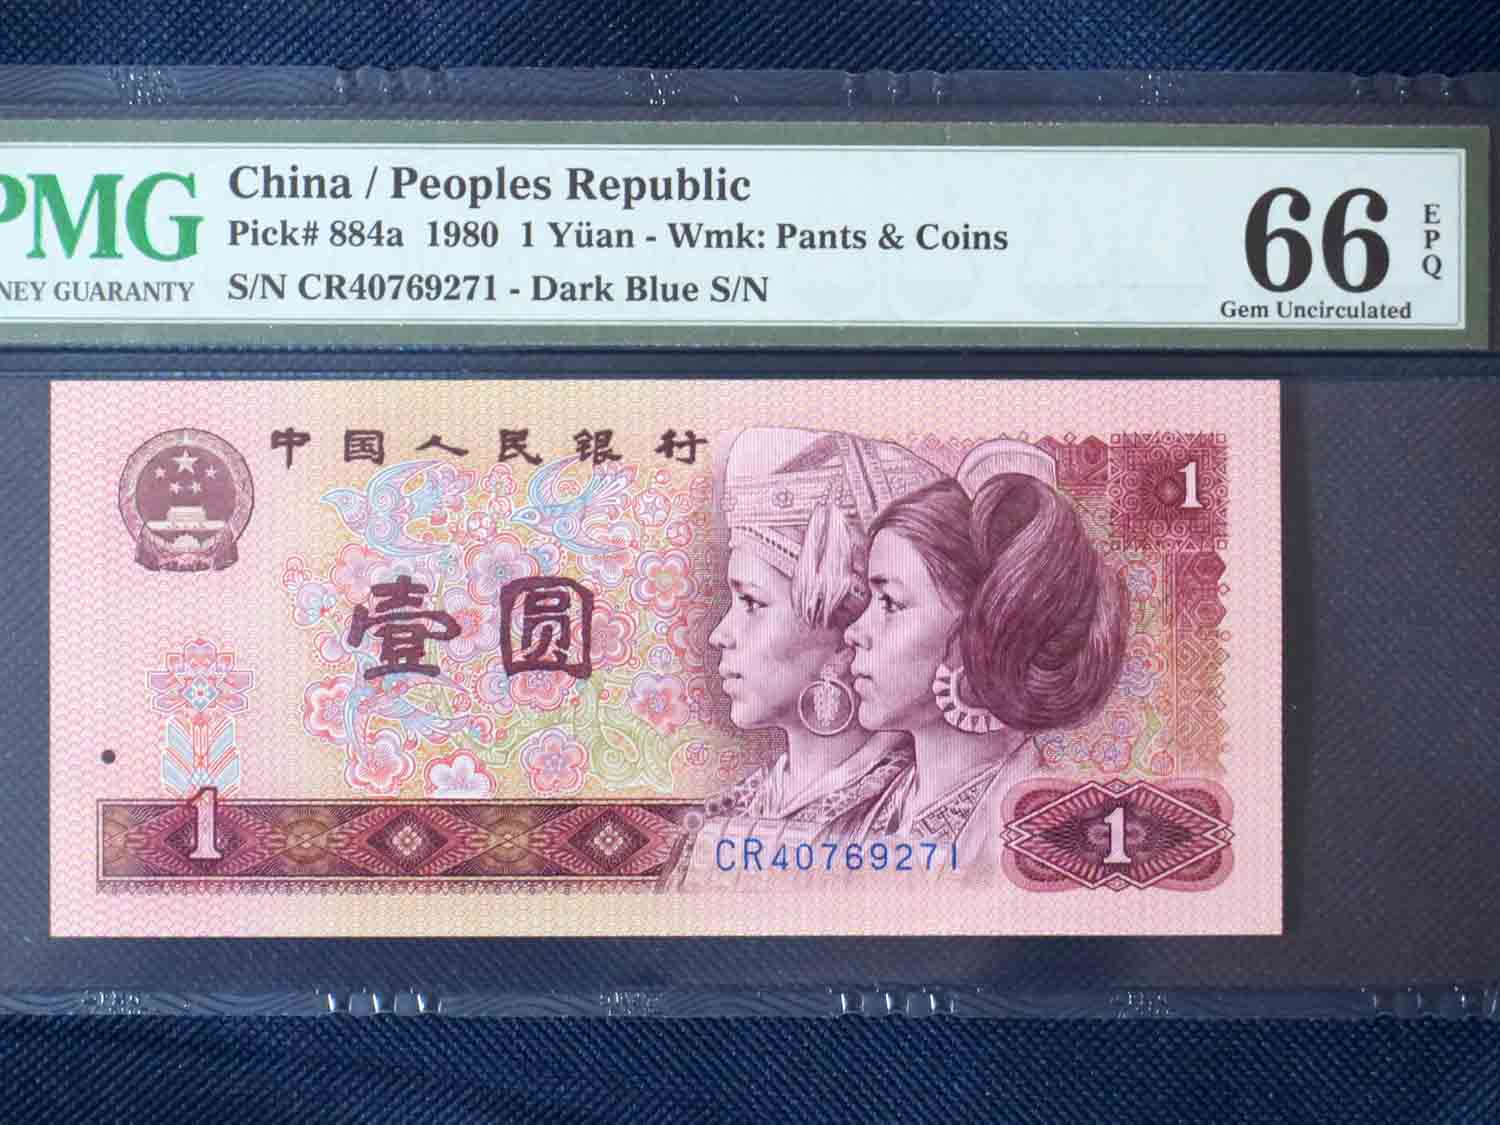 PMG
NEY GUARANTY
China / Peoples Republic
Pick# 884a 1980 1 Yüan - Wmk: Pants & Coins
S/N CR40769271 - Dark Blue S/N
66
EPQ
Gem Uncirculated
中国人民银行
1
壹圆
1
CR40769271
1